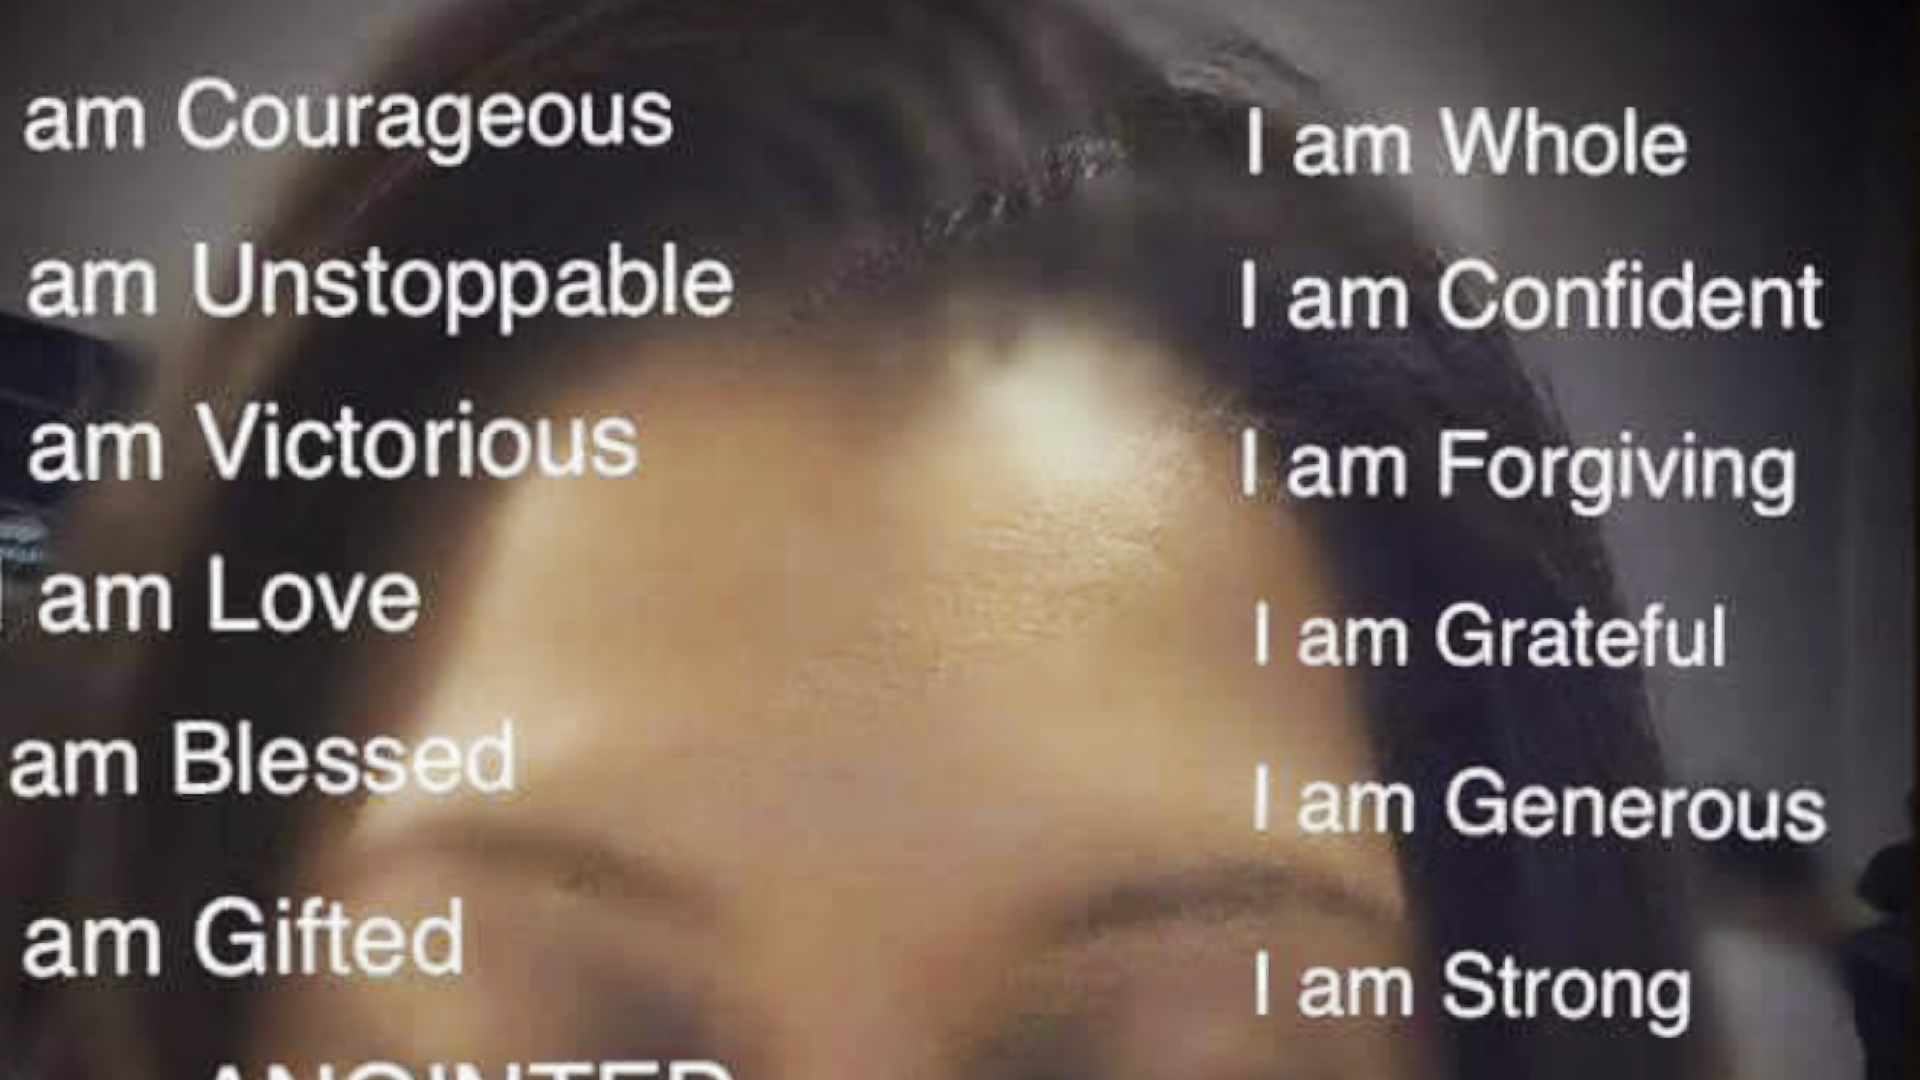 am Courageous
am Unstoppable
am Victorious
I am Love
am Blessed
am Gifted
ANOINTED
I am Whole
I am Confident
I am Forgiving
I am Grateful
I am Generous
I am Strong